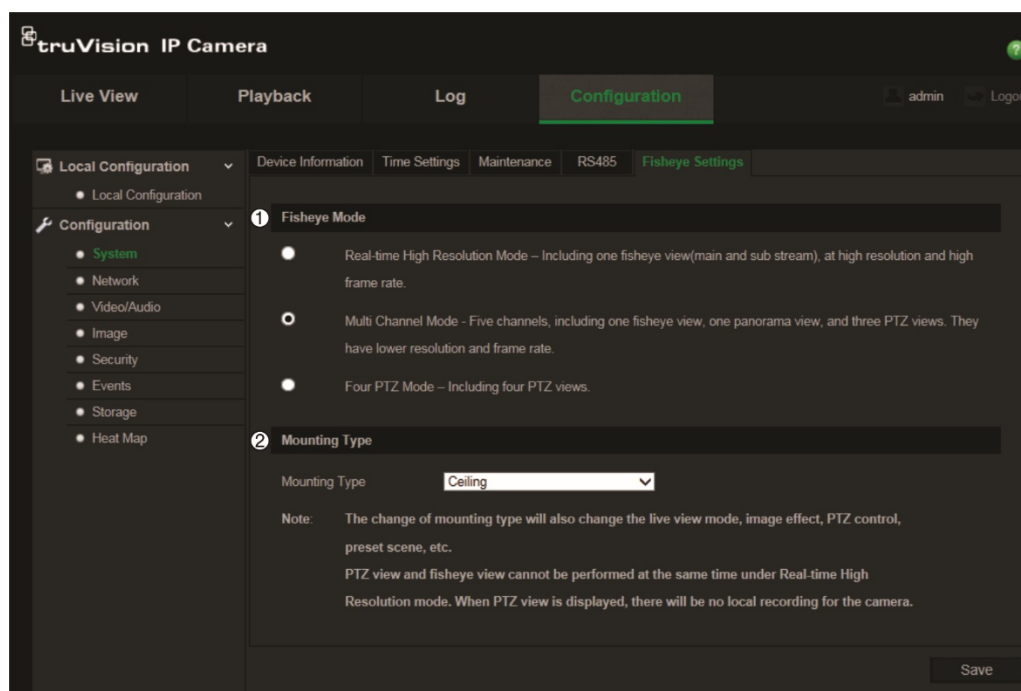 truVision IP Camera
?
Live View
Playback
Log
Configuration
admin
Logou
Local Configuration
Local Configuration
Configuration
System
Network
Video/Audio
Image
Security
Events
Storage
Heat Map
Device Information
Time Settings
Maintenance
RS485
Fisheye Settings
1 Fisheye Mode
Real-time High Resolution Mode – Including one fisheye view(main and sub stream), at high resolution and high
frame rate.
Multi Channel Mode - Five channels, including one fisheye view, one panorama view, and three PTZ views. They
have lower resolution and frame rate.
Four PTZ Mode – Including four PTZ views.
2 Mounting Type
Mounting Type Ceiling
Note: The change of mounting type will also change the live view mode, image effect, PTZ control,
preset scene, etc.
PTZ view and fisheye view cannot be performed at the same time under Real-time High
Resolution mode. When PTZ view is displayed, there will be no local recording for the camera.
Save